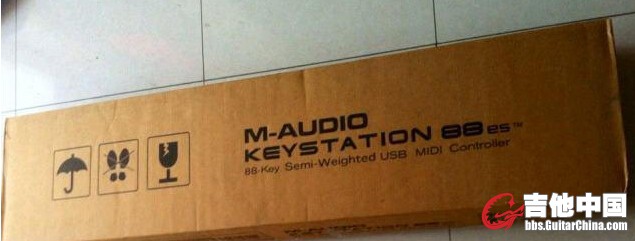 M-AUDIO
KEYSTATION 88es™
88-Key Semi-Weighted USB MIDI Controller
吉他中国
bbs.GuitarChina.com